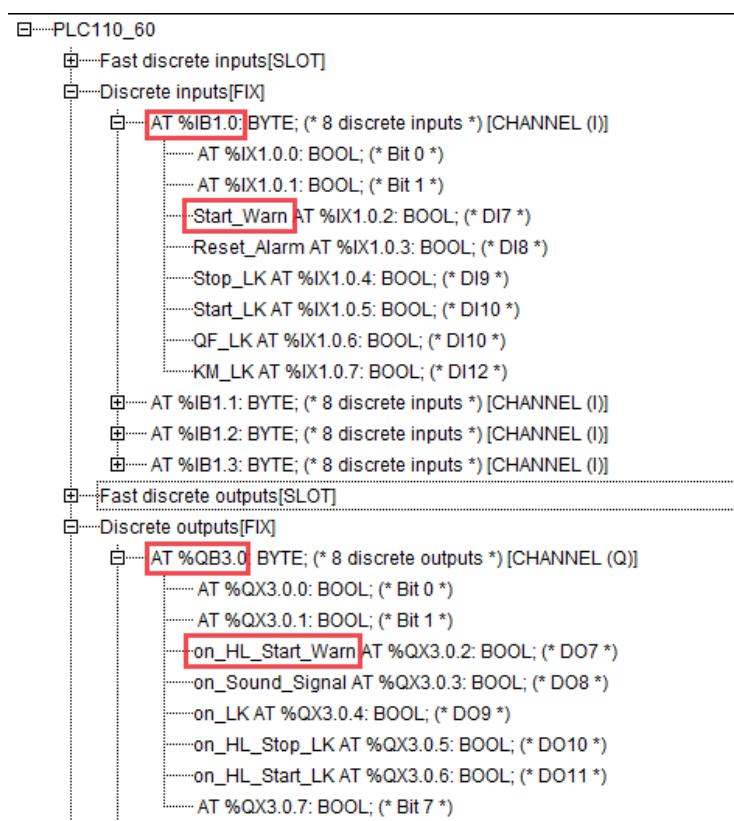 PLC110_60
Fast discrete inputs[SLOT]
Discrete inputs[FIX]
AT %IB1.0: BYTE; (* 8 discrete inputs *) [CHANNEL (I)]
AT %IX1.0.0: BOOL; (* Bit 0 *)
AT %IX1.0.1: BOOL; (* Bit 1 *)
Start_Warn AT %IX1.0.2: BOOL; (* DI7 *)
Reset_Alarm AT %IX1.0.3: BOOL; (* DI8 *)
Stop_LK AT %IX1.0.4: BOOL; (* DI9 *)
Start_LK AT %IX1.0.5: BOOL; (* DI10 *)
QF_LK AT %IX1.0.6: BOOL; (* DI10 *)
KM_LK AT %IX1.0.7: BOOL; (* DI12 *)
AT %IB1.1: BYTE; (* 8 discrete inputs *) [CHANNEL (I)]
AT %IB1.2: BYTE; (* 8 discrete inputs *) [CHANNEL (I)]
AT %IB1.3: BYTE; (* 8 discrete inputs *) [CHANNEL (I)]
Fast discrete outputs[SLOT]
Discrete outputs[FIX]
AT %QB3.0: BYTE; (* 8 discrete outputs *) [CHANNEL (Q)]
AT %QX3.0.0: BOOL; (* Bit 0 *)
AT %QX3.0.1: BOOL; (* Bit 1 *)
on_HL_Start_Warn AT %QX3.0.2: BOOL; (* DO7 *)
on_Sound_Signal AT %QX3.0.3: BOOL; (* DO8 *)
on_LK AT %QX3.0.4: BOOL; (* DO9 *)
on_HL_Stop_LK AT %QX3.0.5: BOOL; (* DO10 *)
on_HL_Start_LK AT %QX3.0.6: BOOL; (* DO11 *)
AT %QX3.0.7: BOOL; (* Bit 7 *)